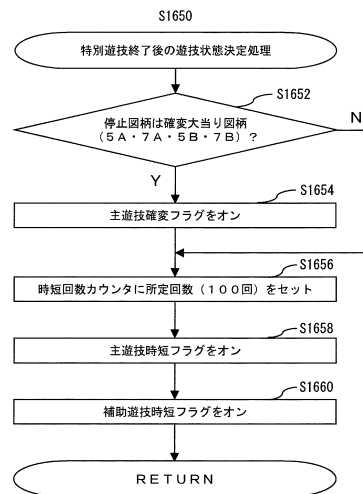 S1650
特別遊技終了後の遊技状態決定処理
S1652
停止図柄は確変大当り図柄
(5A・7A・5B・7B)?
N
Y
S1654
主遊技確変フラグをオン
S1656
時短回数カウンタに所定回数(100回)をセット
S1658
主遊技時短フラグをオン
S1660
補助遊技時短フラグをオン
RETURN